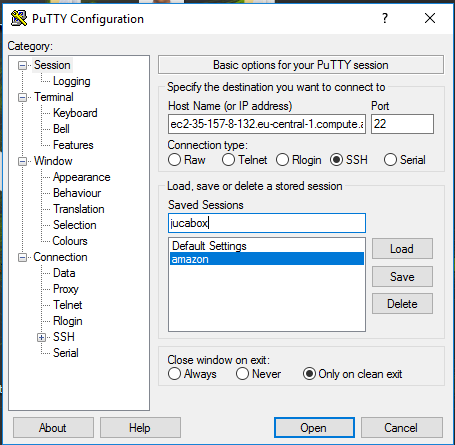 PuTTY Configuration
Category:
Session
Logging
Terminal
Keyboard
Bell
Features
Window
Appearance
Behaviour
Translation
Selection
Colours
Connection
Data
Proxy
Telnet
Rlogin
SSH
Serial
Basic options for your PuTTY session
Specify the destination you want to connect to
Host Name (or IP address) Port
ec2-35-157-8-132.eu-central-1.compute.a 22
Connection type:
Raw Telnet Rlogin SSH Serial
Load, save or delete a stored session
Saved Sessions
jucabox
Default Settings
amazon
Load
Save
Delete
Close window on exit:
Always Never Only on clean exit
About Help Open Cancel